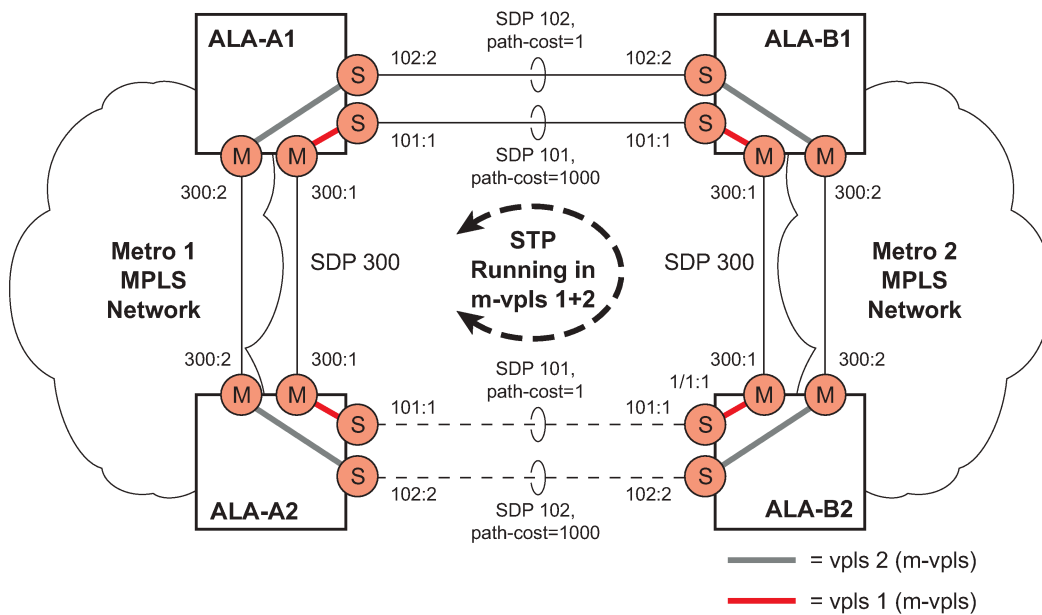 SDP 102,
path-cost=1
ALA-A1
ALA-B1
102:2
102:2
S
S
S
S
101:1
101:1
M
M
M
M
SDP 101,
path-cost=1000
300:2
300:1
300:1
300:2
Metro 1
MPLS
Network
SDP 300
STP
Running in
m-vpls 1+2
SDP 300
Metro 2
MPLS
Network
300:2
300:1
SDP 101,
path-cost=1
300:1
300:2
1/1:1
M
M
M
M
101:1
101:1
S
S
S
S
102:2
102:2
ALA-A2
SDP 102,
path-cost=1000
ALA-B2
= vpls 2 (m-vpls)
= vpls 1 (m-vpls)